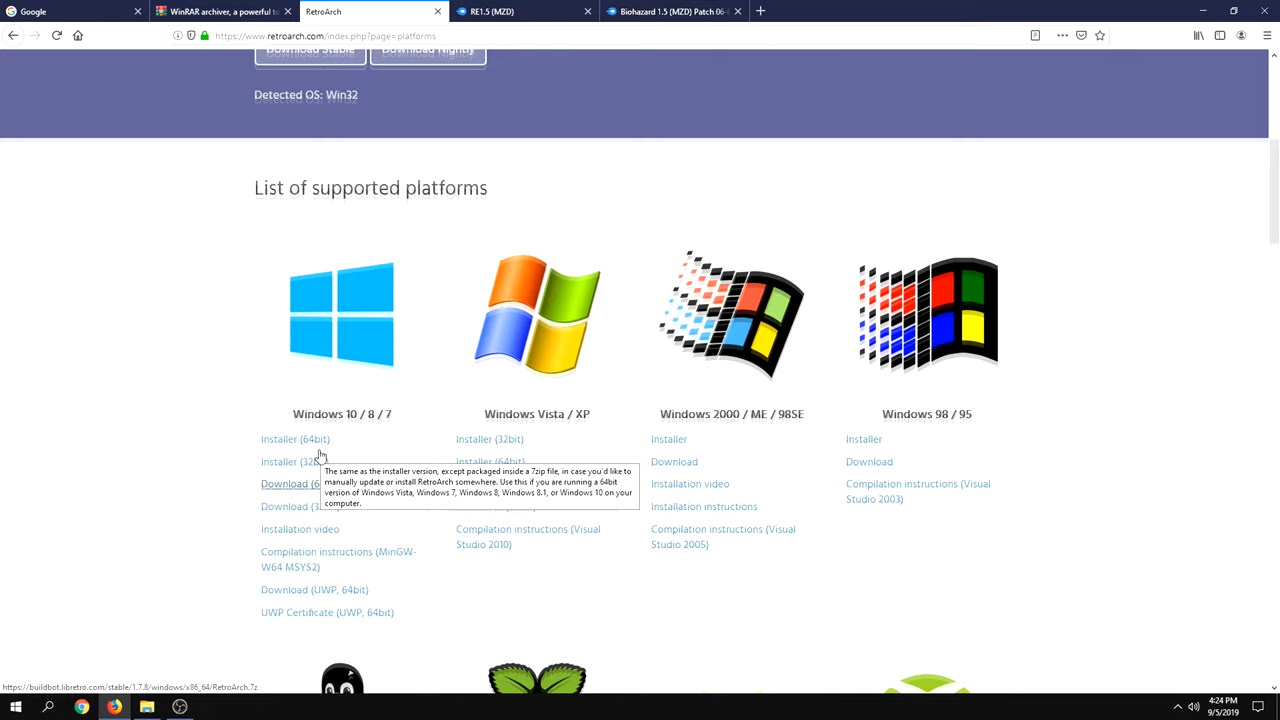 Google
WinRAR archiver, a powerful to
RetroArch
RE1.5 (MZD)
Biohazard 1.5 (MZD) Patch 06-
https://www.retroarch.com/index.php?page=platforms
Download Stable
Download Nightly
Detected OS: Win32
List of supported platforms
Windows 10 / 8 / 7
Installer (64bit)
Installer (32
Download (6
Download (3
Installation video
Compilation instructions (MinGW-
W64 MSYS2)
Download (UWP, 64bit)
UWP Certificate (UWP, 64bit)
The same as the installer version, except packaged inside a 7zip file, in case you'd like to
manually update or install RetroArch somewhere. Use this if you are running a 64bit
version of Windows Vista, Windows 7, Windows 8, Windows 8.1, or Windows 10 on your
computer.
Windows Vista / XP
Installer (32bit)
Installer (64bit)
Compilation instructions (Visual
Studio 2010)
Windows 2000 / ME / 98SE
Installer
Download
Installation video
Installation instructions
Compilation instructions (Visual
Studio 2005)
Windows 98 / 95
Installer
Download
Compilation instructions (Visual
Studio 2003)
https://buildbot.libretro.com/stable/1.7.8/windows/x86_64/RetroArch.7z
4:24 PM
9/5/2019